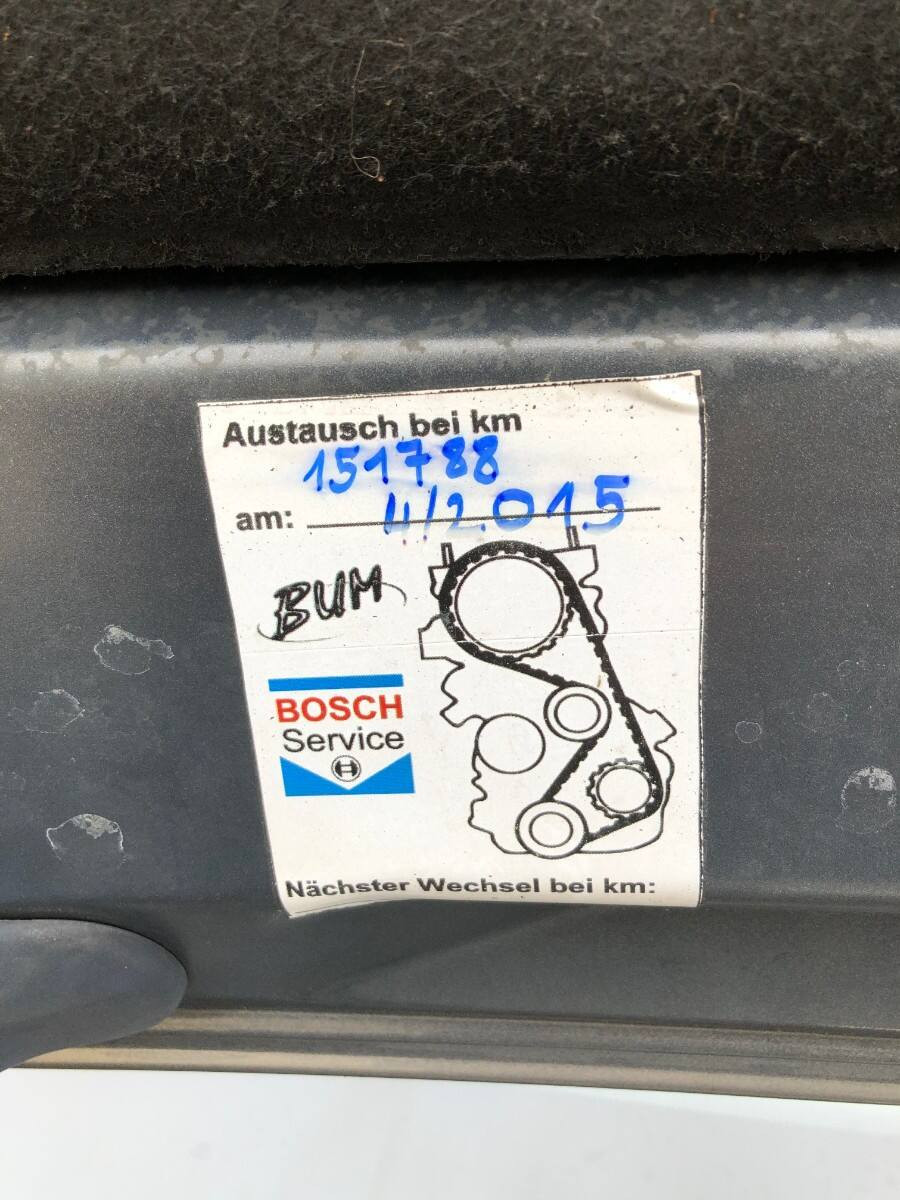 Austausch bei km
151788
am: 4/2.015
BUM
BOSCH
Service
Nächster Wechsel bei km: